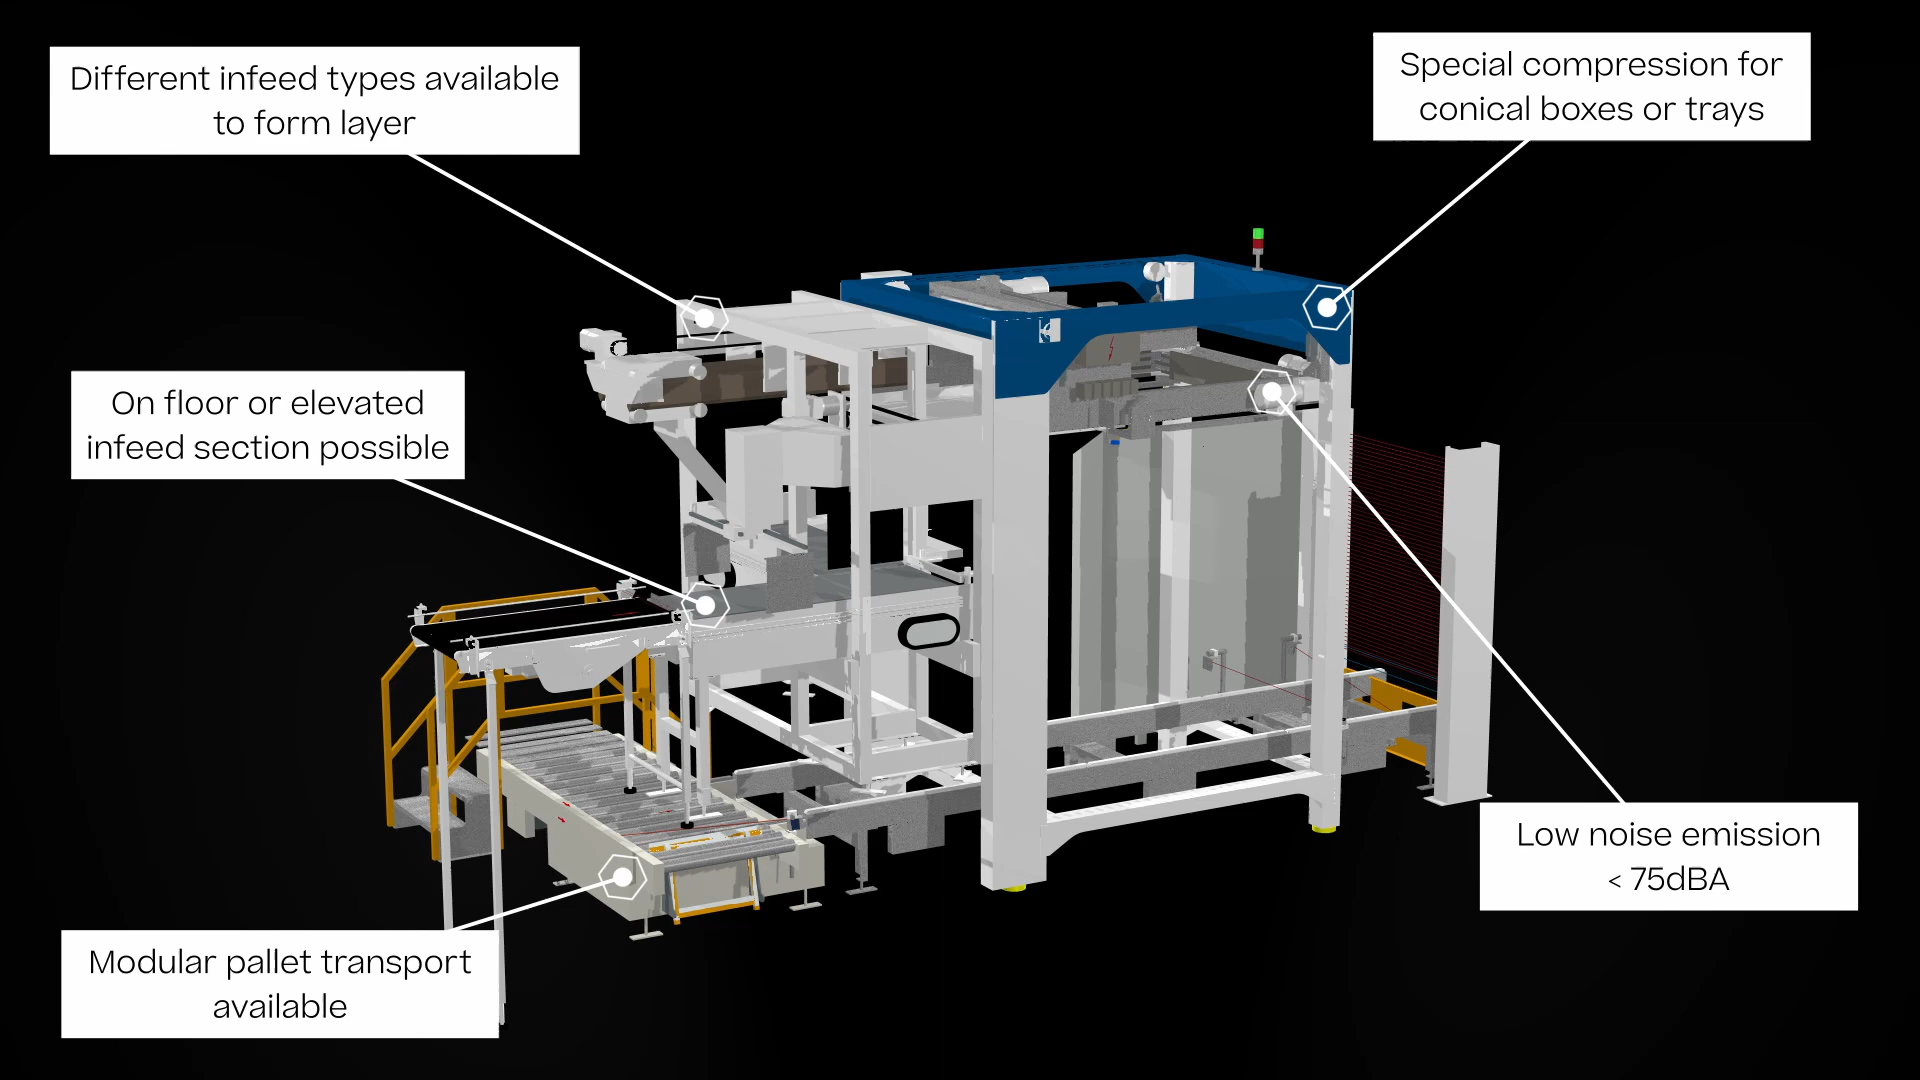 Different infeed types available
to form layer
Special compression for
conical boxes or trays
On floor or elevated
infeed section possible
Low noise emission
< 75dBA
Modular pallet transport
available